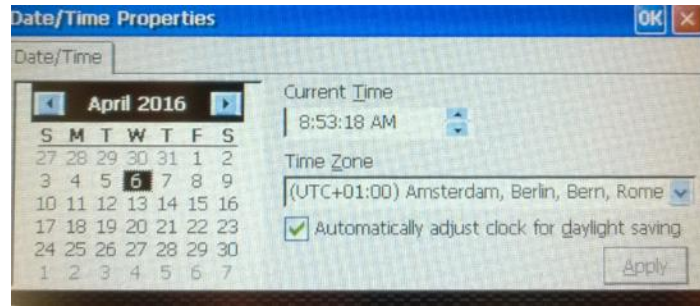 Date/Time Properties
OK
Date/Time
April 2016
S M T W T F S
27 28 29 30 31 1 2
3 4 5 6 7 8 9
10 11 12 13 14 15 16
17 18 19 20 21 22 23
24 25 26 27 28 29 30
1 2 3 4 5 6 7
Current Time
8:53:18 AM
Time Zone
(UTC+01:00) Amsterdam, Berlin, Bern, Rome
Automatically adjust clock for daylight saving
Apply